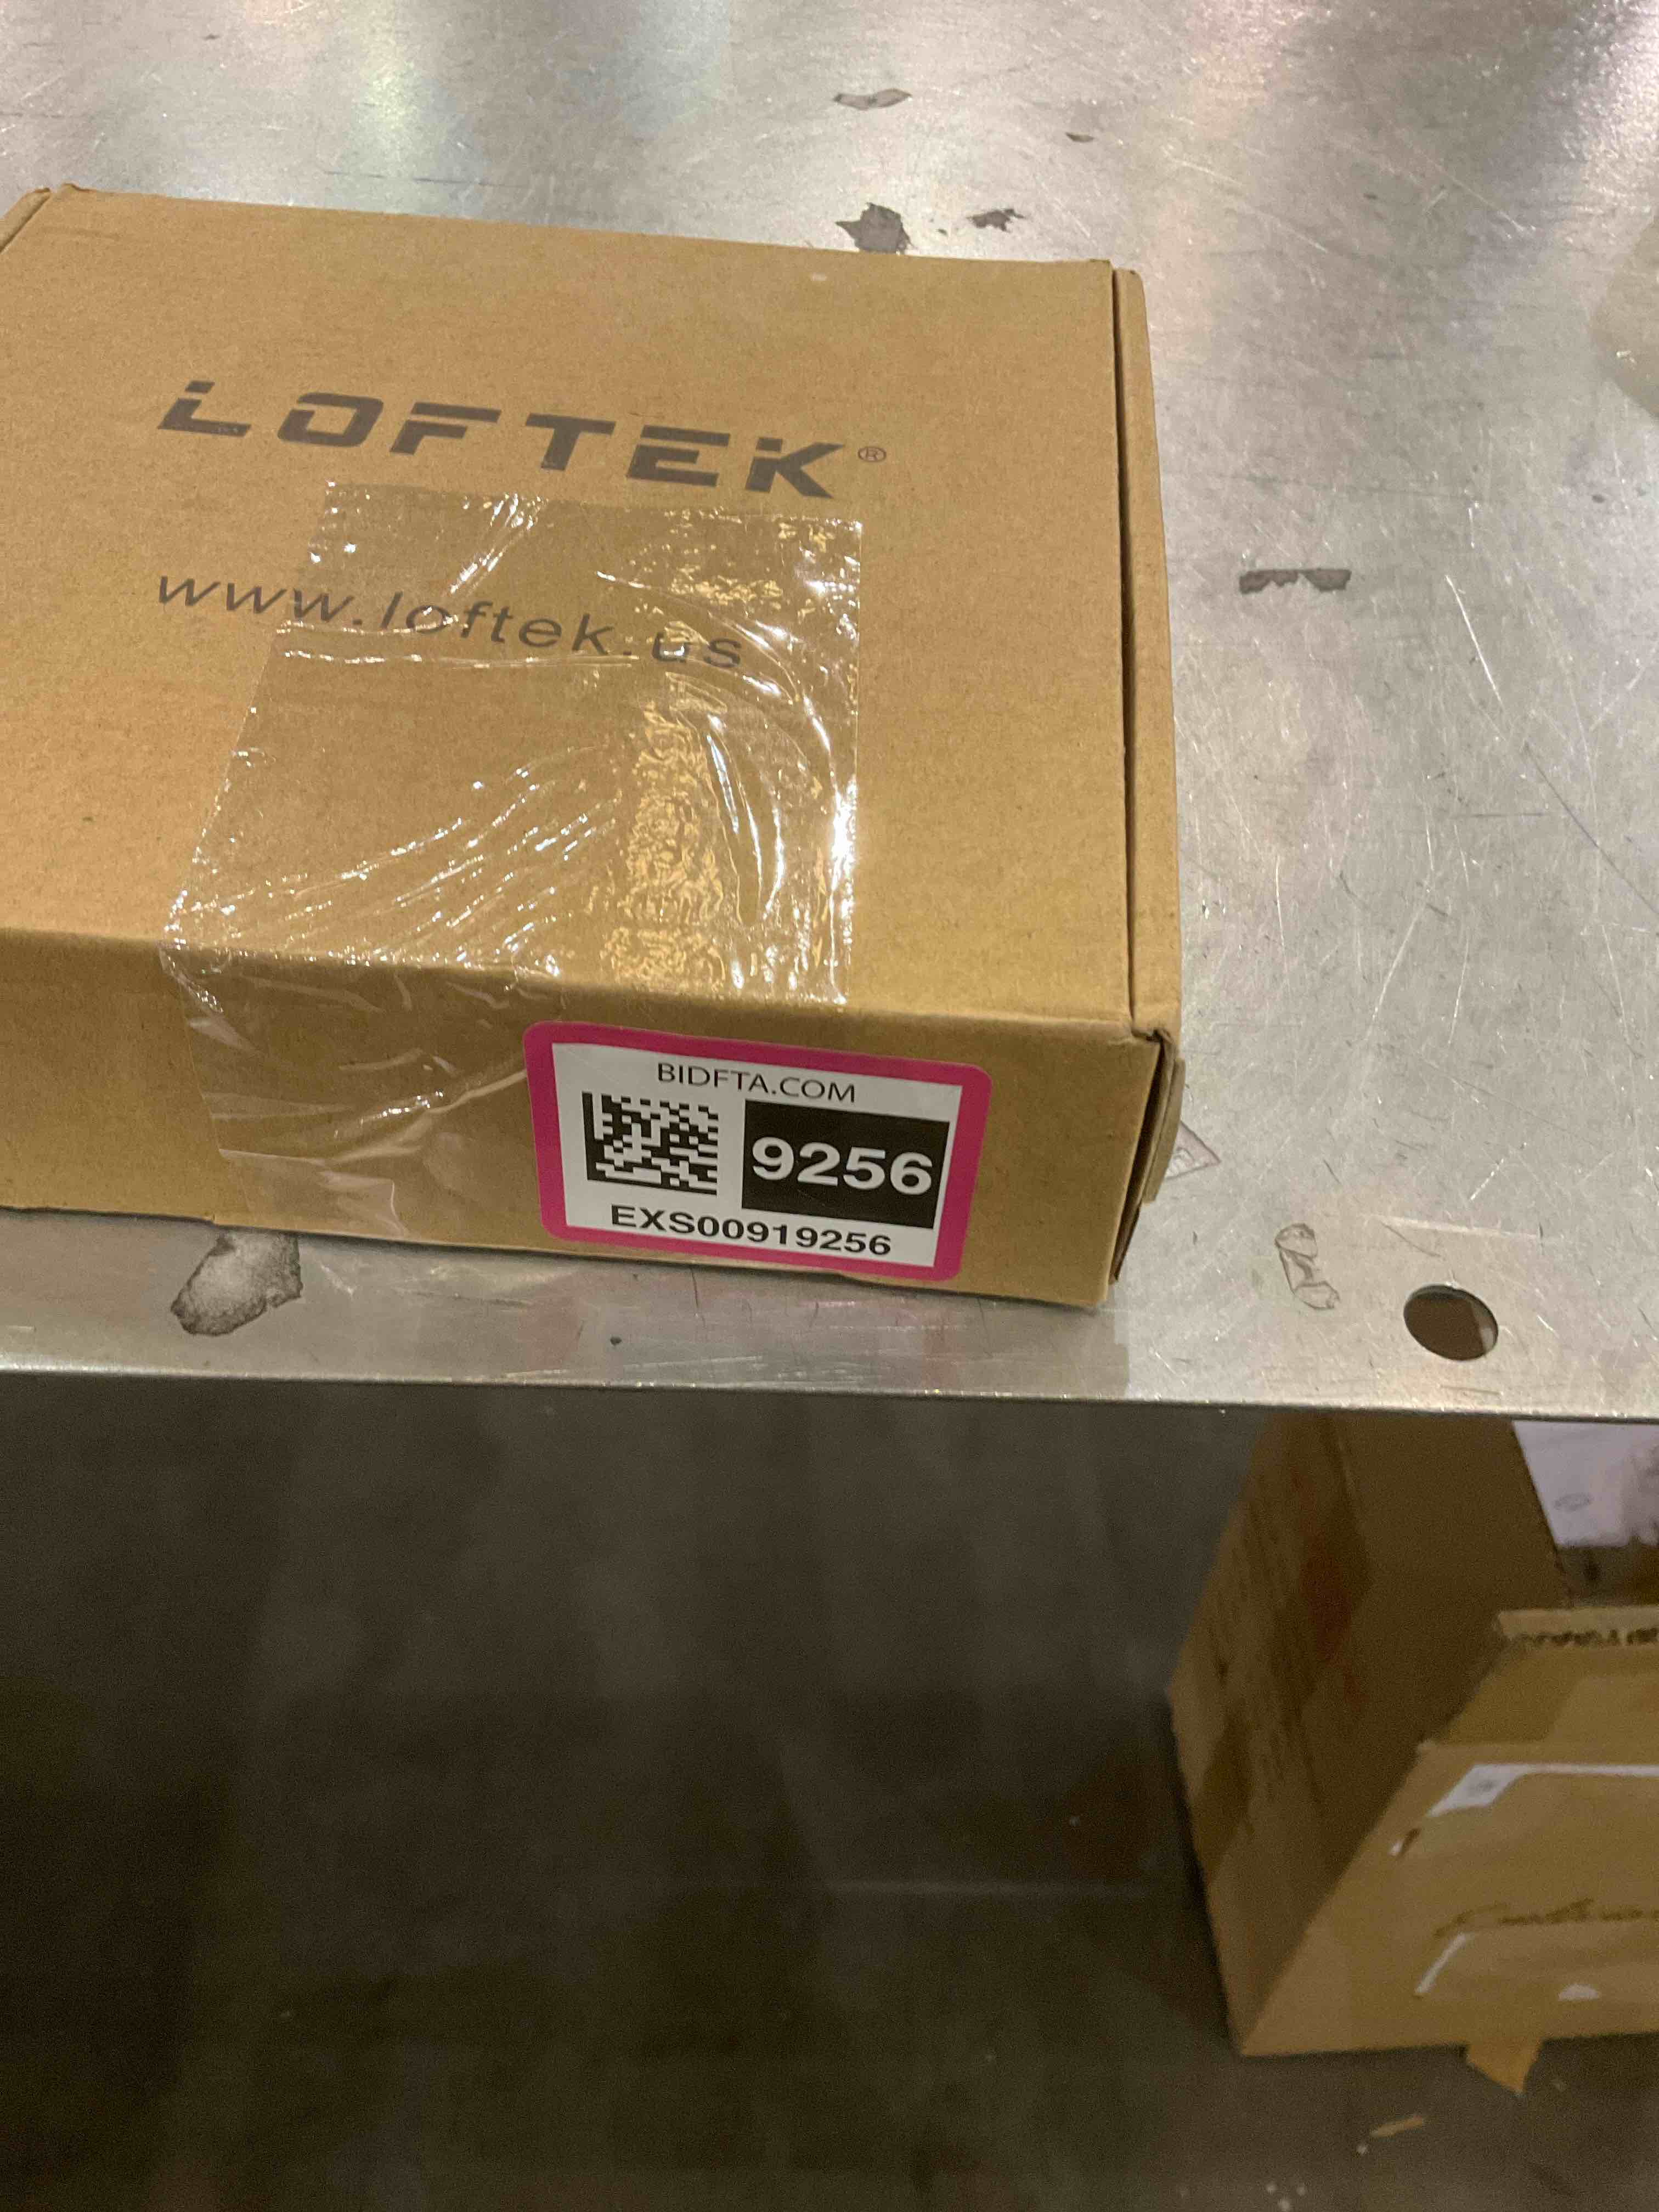 LOFTEK®
www.loftek.us
BIDFTA.COM
9256
EXS00919256